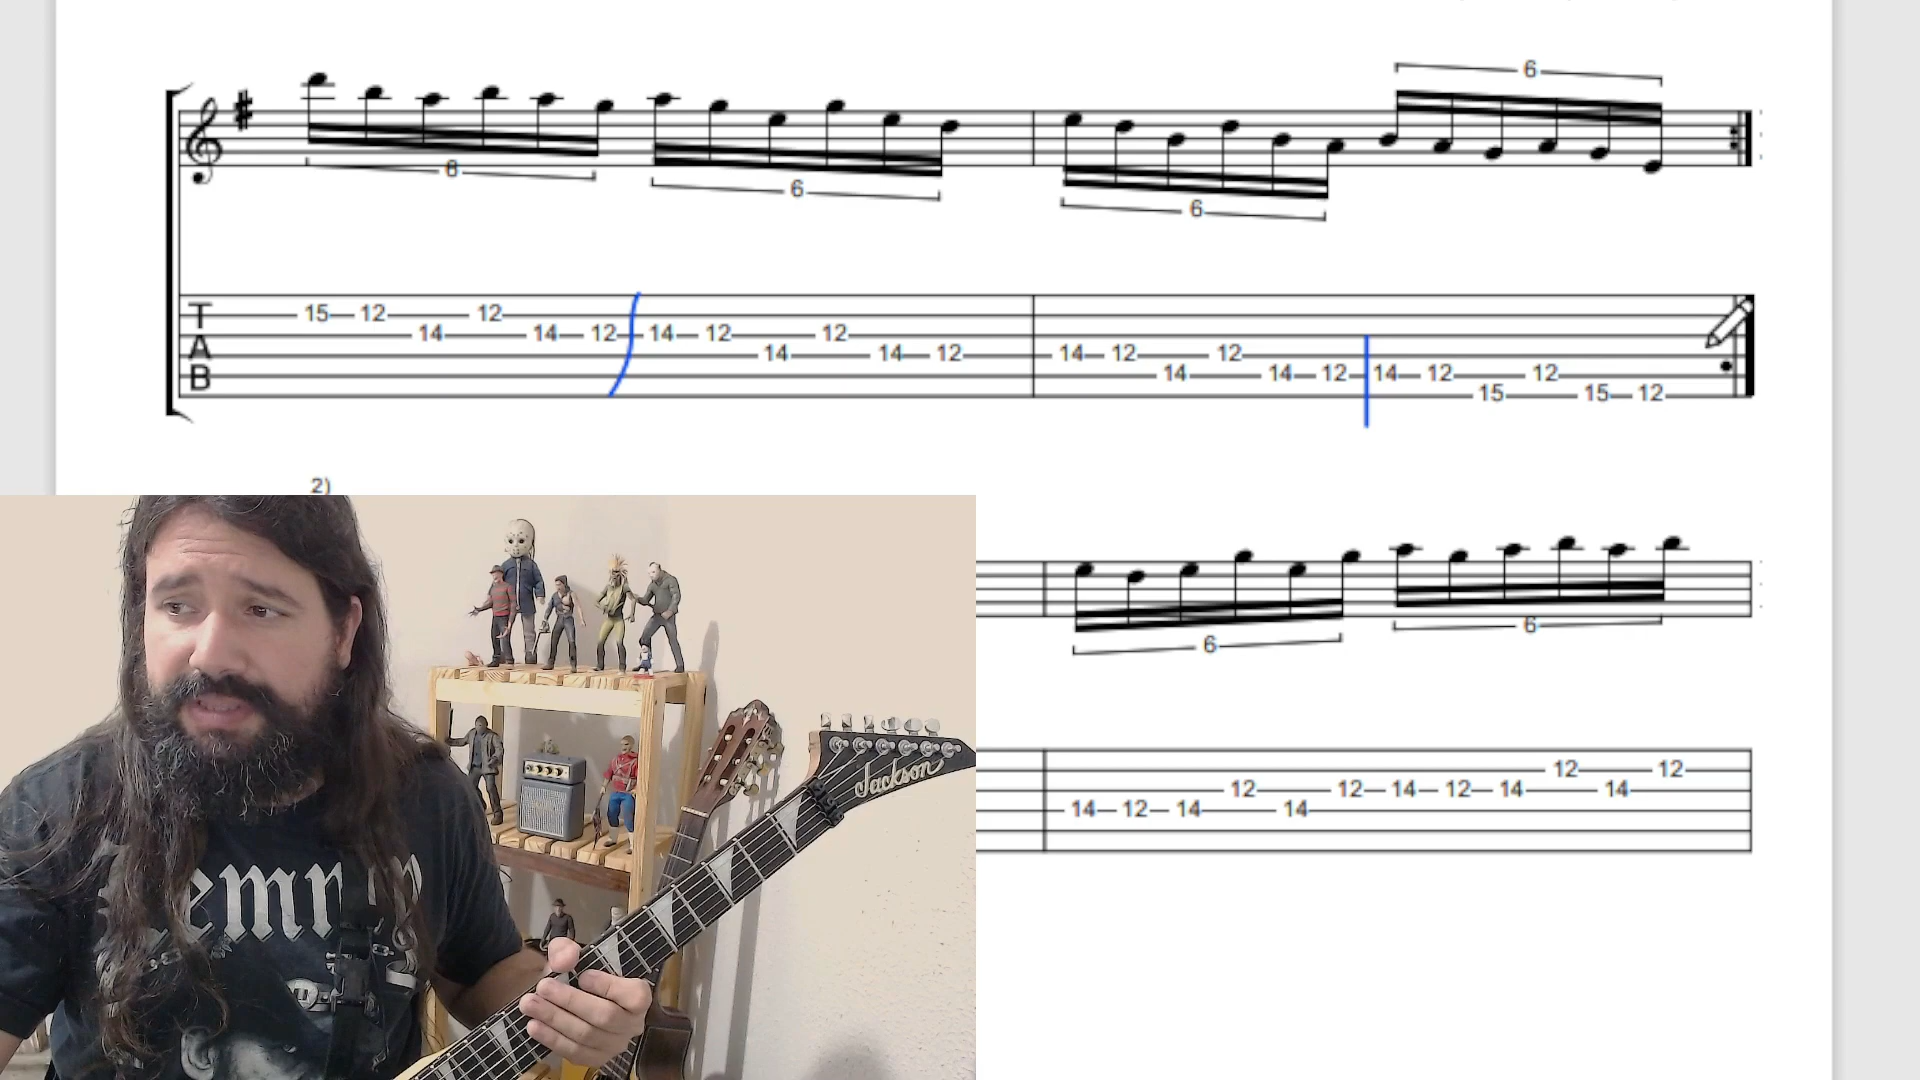 6
6 6 6
T 15 12 12
14 14 12 14 12 12
A 14 14 12 14 12 12
B 14 14 12 14 12 12
15 15 12
2)
6 6
12 12
12 12 14 12 14 14
14 12 14 14
Jackson